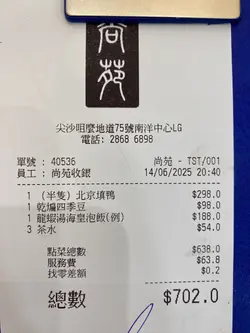 尚苑
尖沙咀麼地道75號南洋中心LG
電話: 2868 6898
單號 : 40536 尚苑 - TST/001
員工 : 尚苑收銀 14/06/2025 20:40
1 (半隻) 北京填鴨 $298.0
1 乾煸四季豆 $98.0
1 龍蝦湯海皇泡飯(例) $188.0
3 茶水 $54.0
點菜總數 $638.0
服務費 $63.8
找零差額 $0.2
總數 $702.0